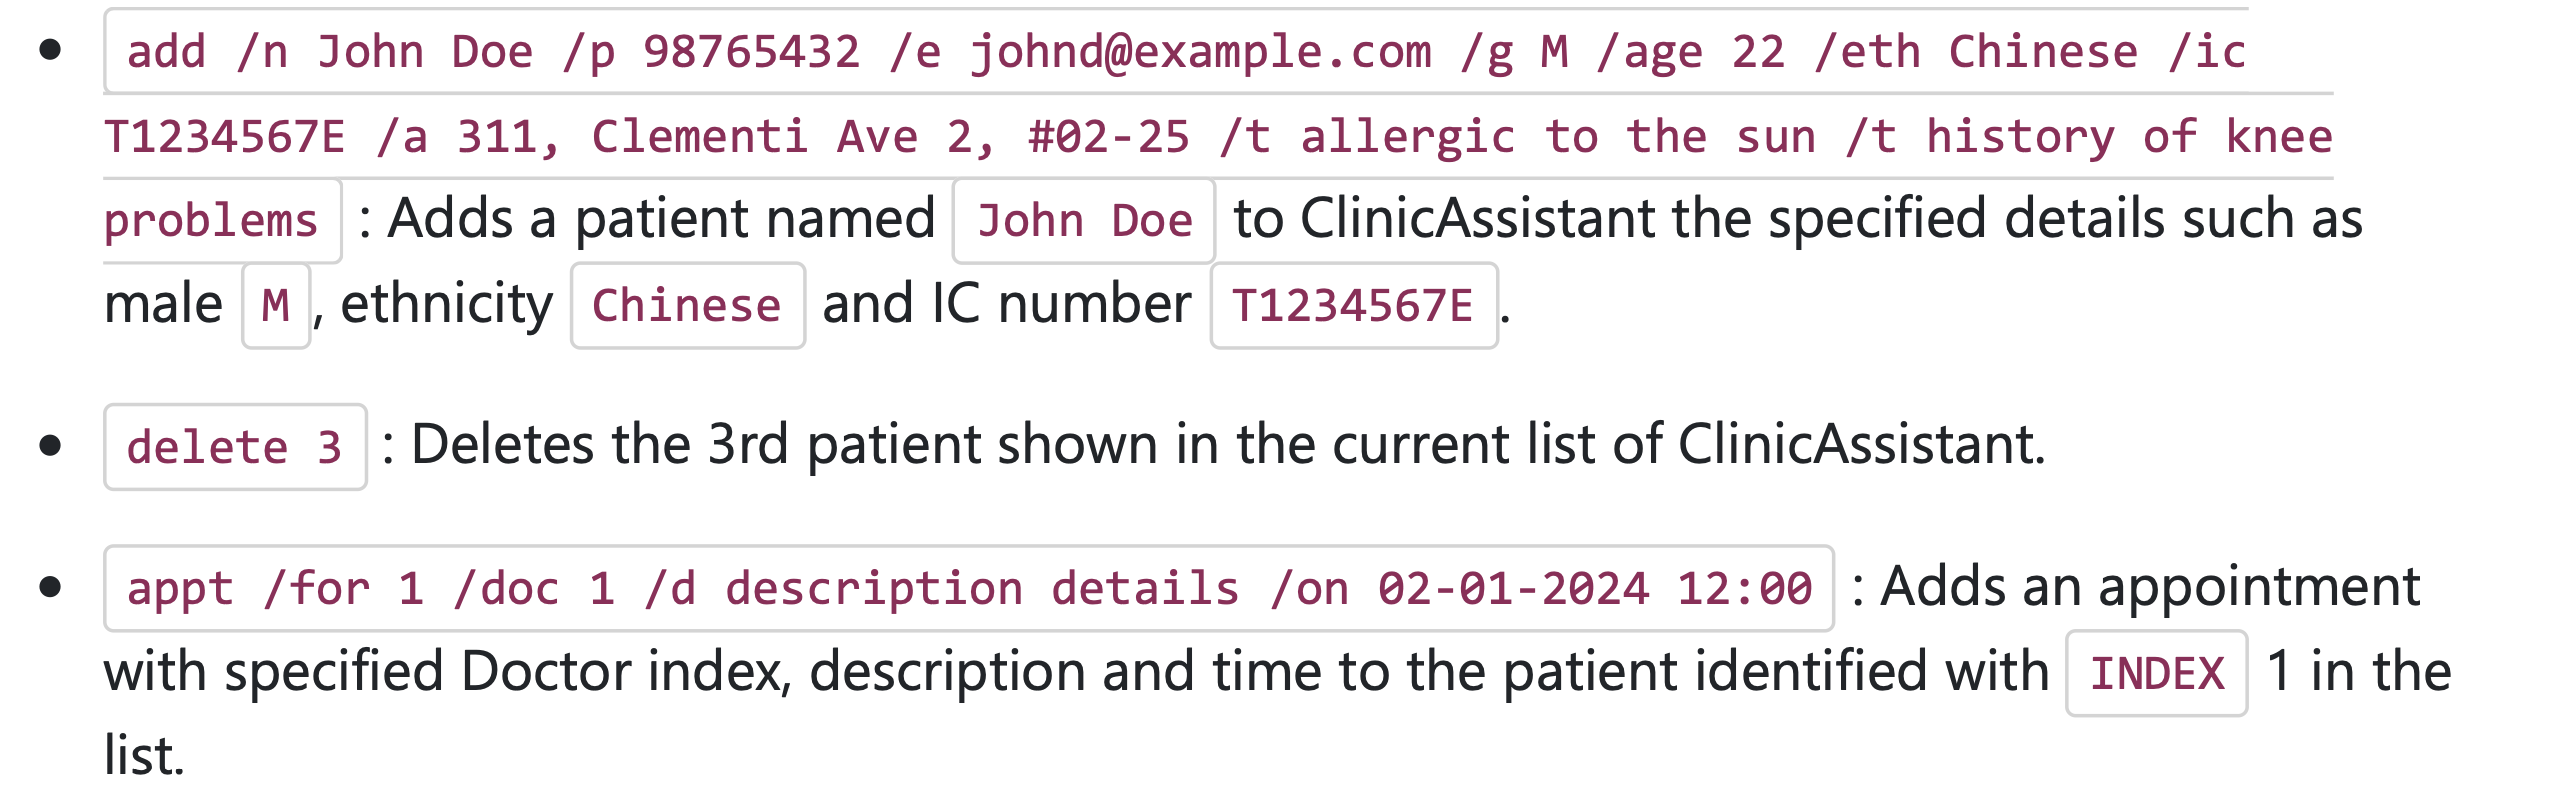 • add /n John Doe /p 98765432 /e johnd@example.com /g M /age 22 /eth Chinese /ic
T1234567E /a 311, Clementi Ave 2, #02-25 /t allergic to the sun /t history of knee
problems : Adds a patient named John Doe to ClinicAssistant the specified details such as
male M, ethnicity Chinese and IC number T1234567E.
• delete 3 : Deletes the 3rd patient shown in the current list of ClinicAssistant.
• appt /for 1 /doc 1 /d description details /on 02-01-2024 12:00 : Adds an appointment
with specified Doctor index, description and time to the patient identified with INDEX 1 in the
list.